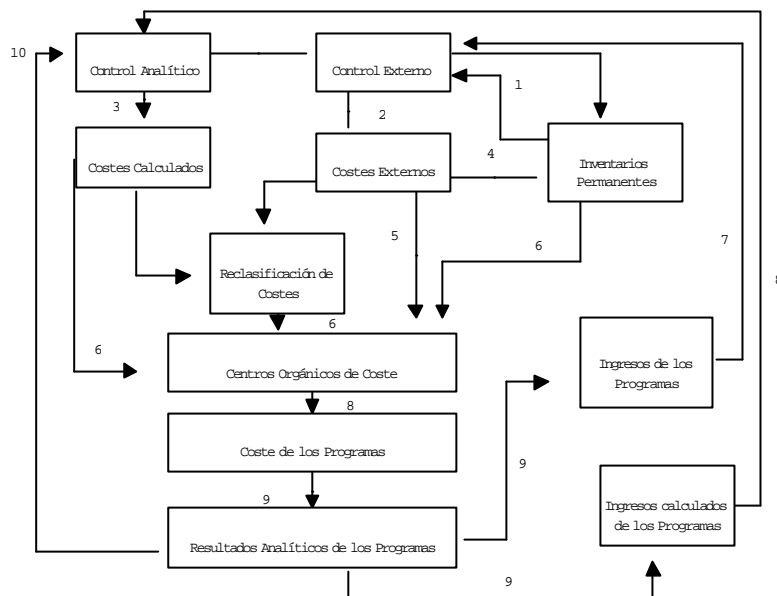 10
Control Analítico
Control Externo
1
3
2
Costes Calculados
Costes Externos
4
Inventarios
Permanentes
5
6
7
8
Reclasificación de
Costes
6
6
Centros Orgánicos de Coste
Ingresos de los
Programas
8
Coste de los Programas
9
9
Ingresos calculados
de los Programas
Resultados Analíticos de los Programas
9